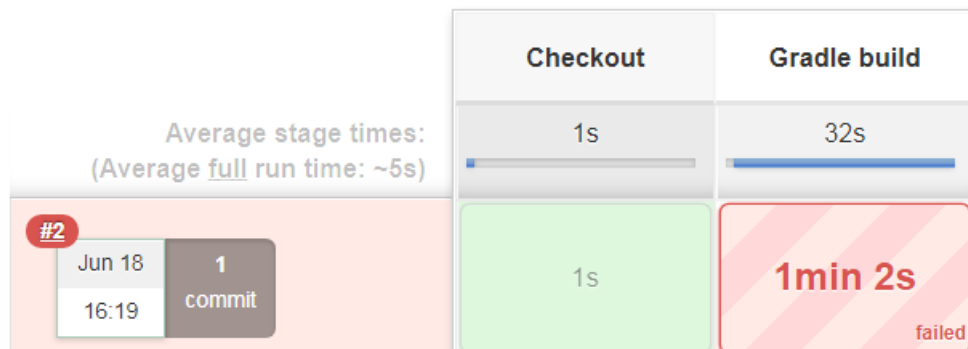 Checkout
Gradle build
Average stage times:
(Average full run time: ~5s)
1s
32s
#2
Jun 18
16:19
1
commit
1s
1min 2s
failed